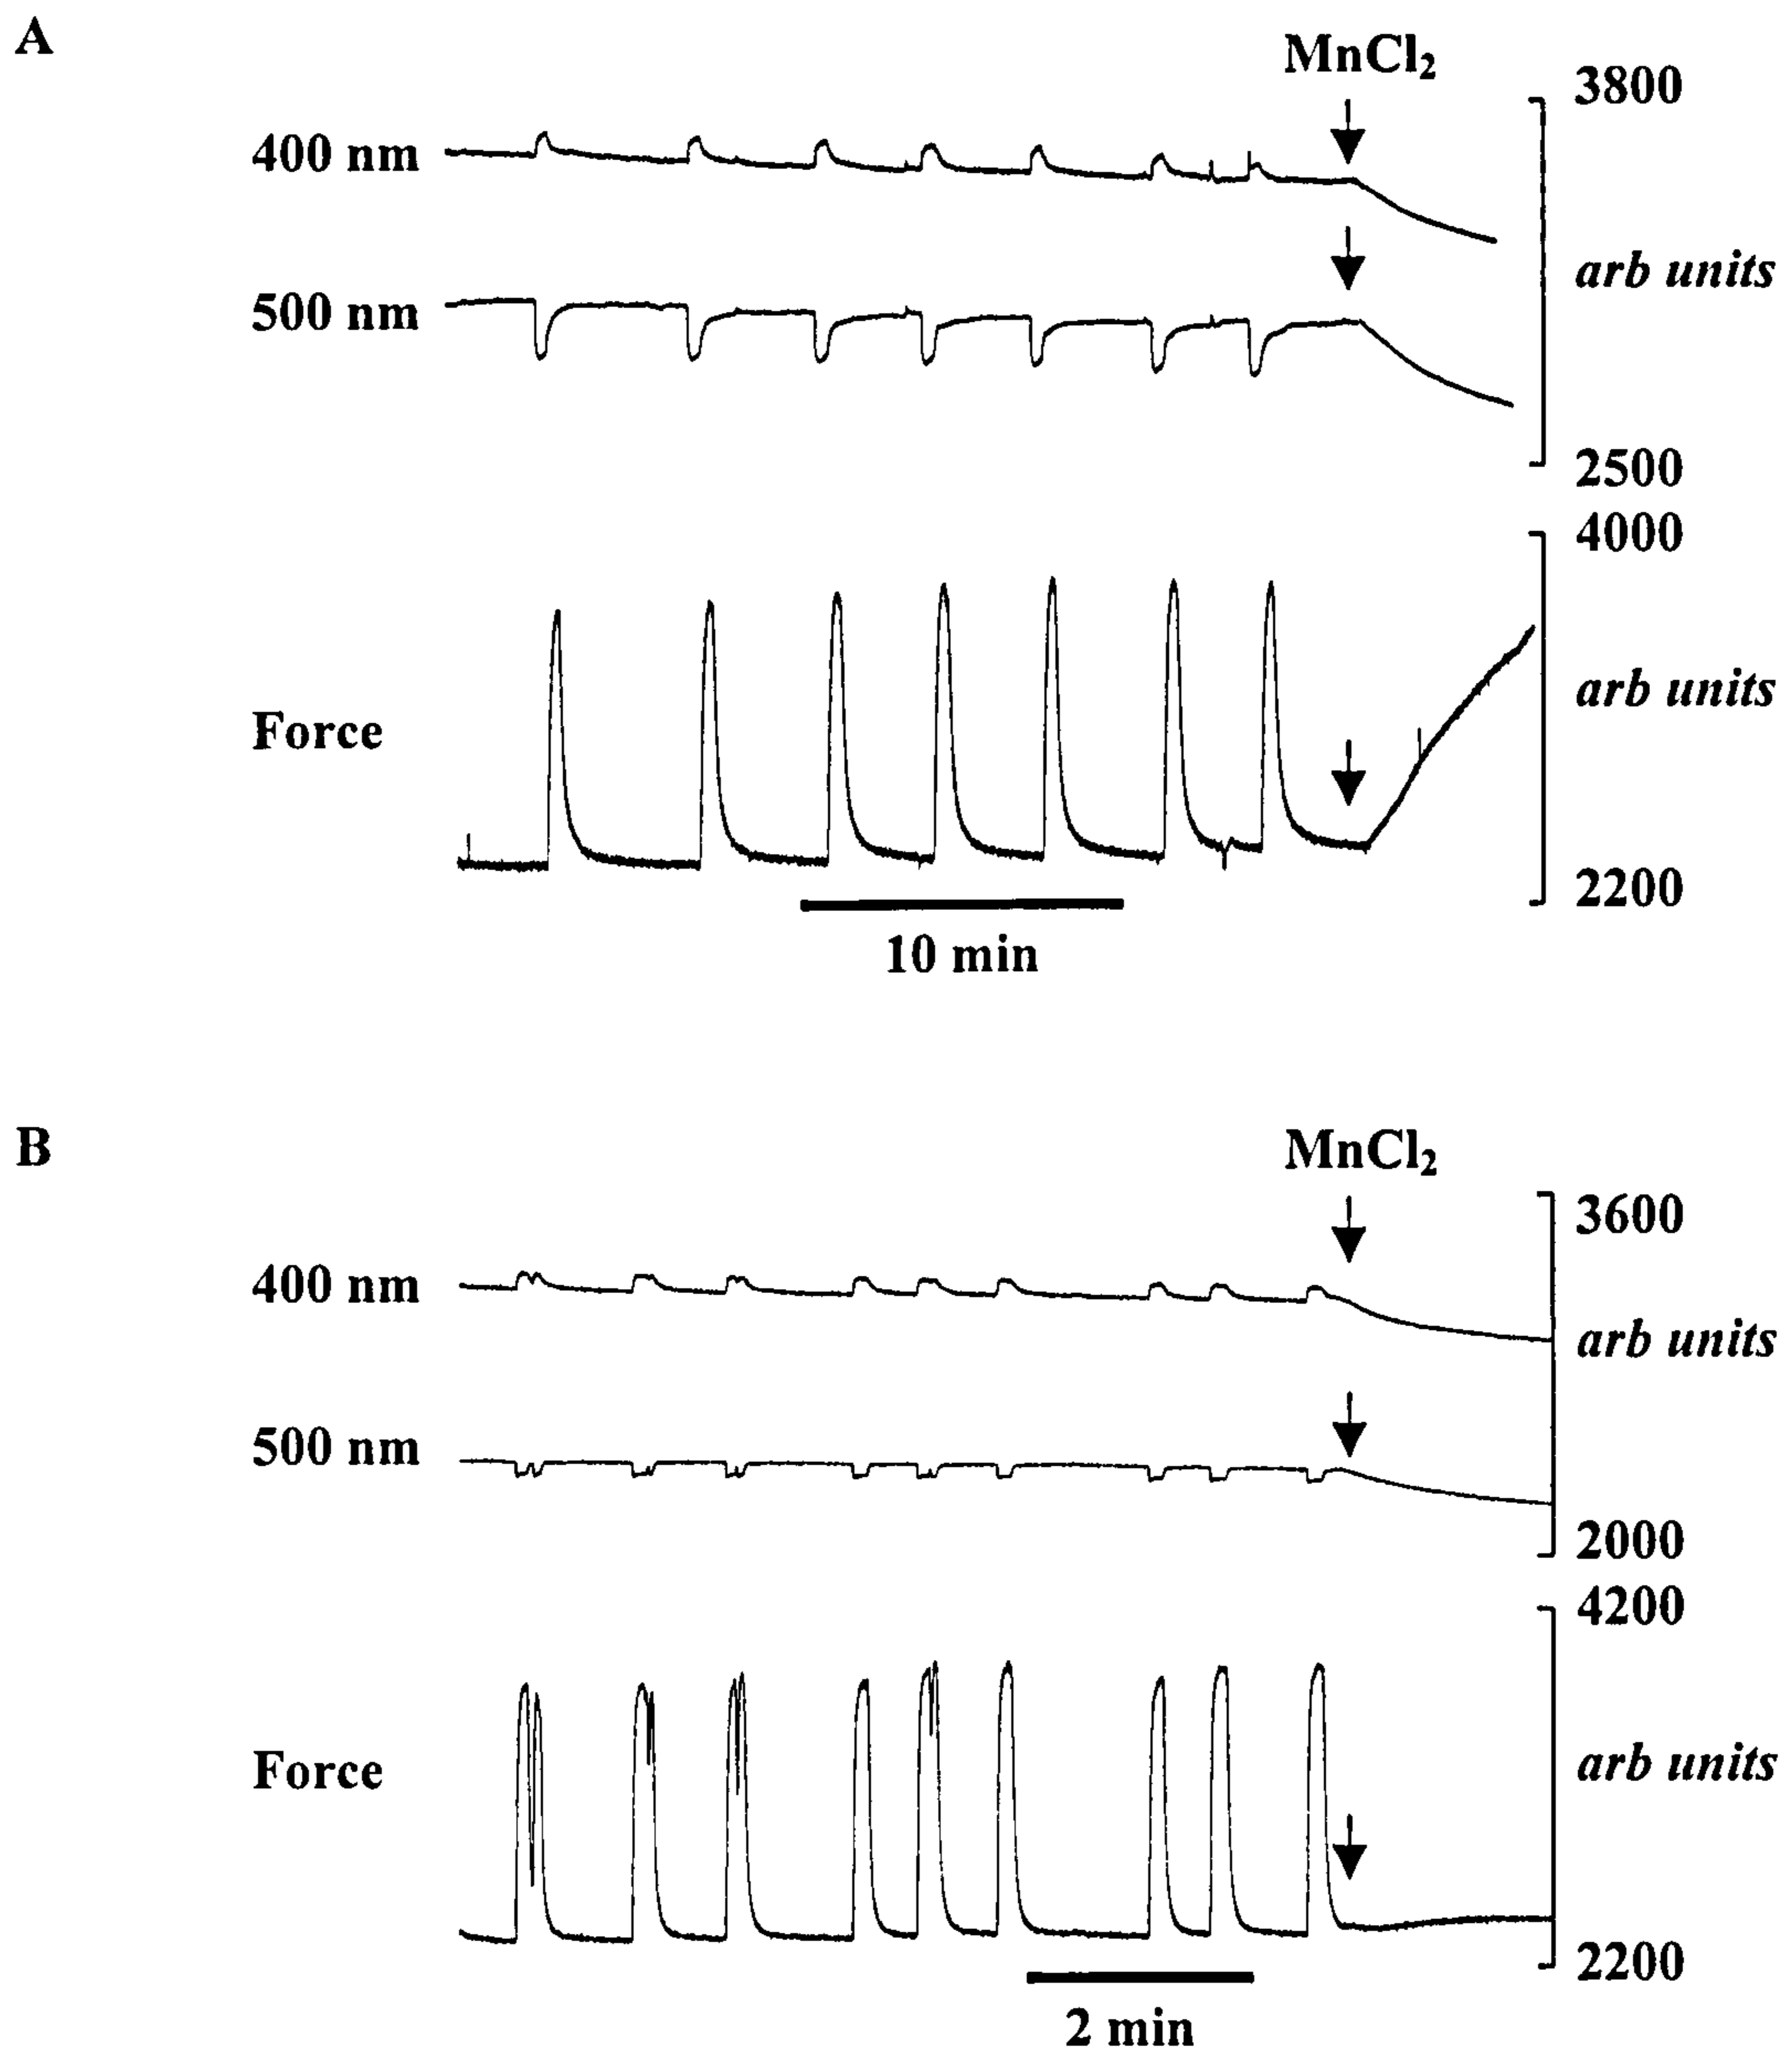 A
MnCl₂
3800
400 nm
arb units
500 nm
2500
4000
arb units
Force
2200
10 min
B
MnCl₂
3600
400 nm
arb units
500 nm
2000
4200
arb units
Force
2200
2 min